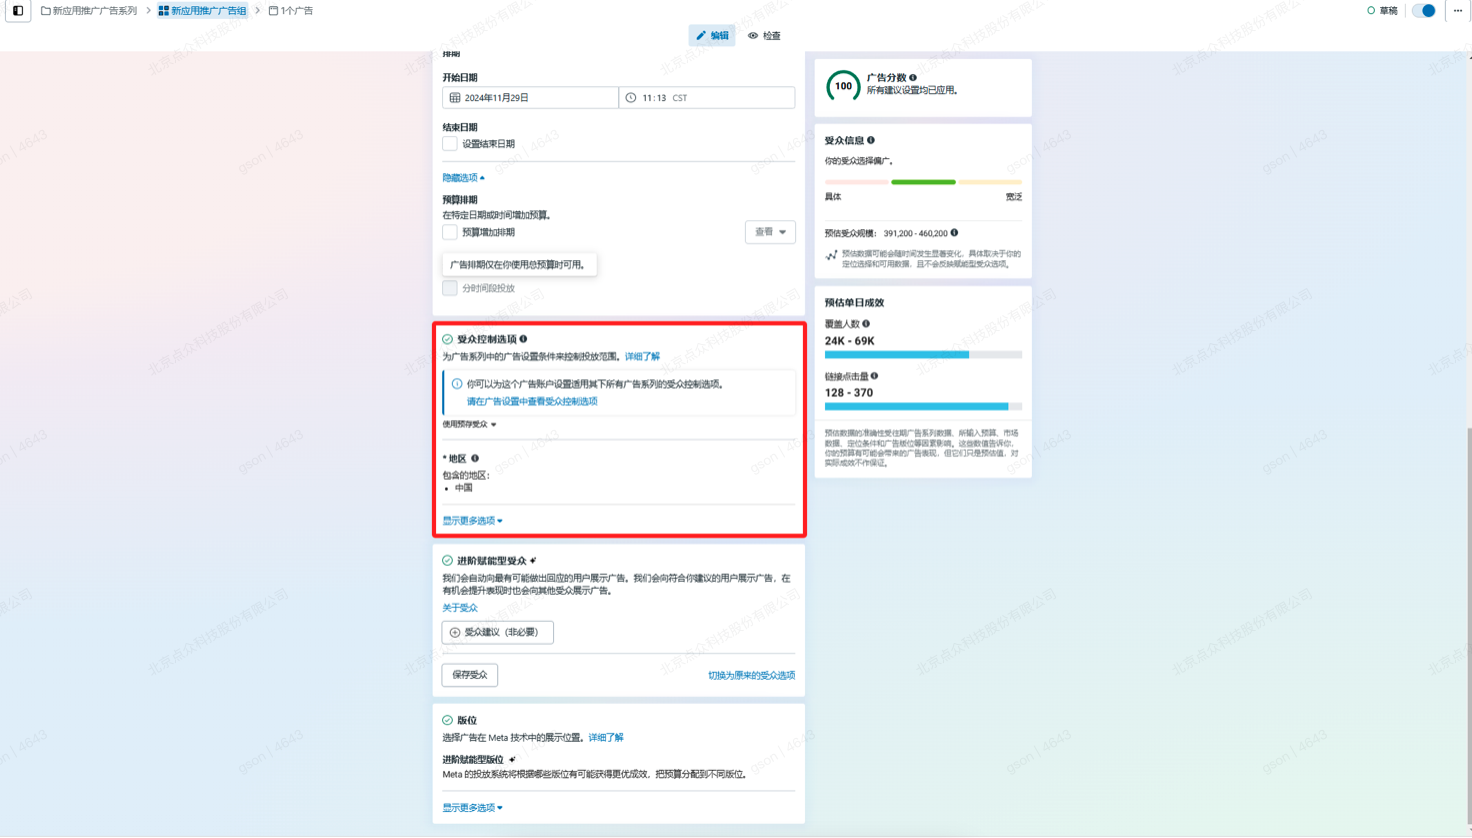 新应用推广广告系列
新应用推广广告组
1个广告
草稿
编辑
检查
排期
开始日期
2024年11月29日
11:13 CST
结束日期
设置结束日期
隐藏选项
预算排期
在特定日期或时间增加预算。
预算增加排期
查看
广告排期仅在你使用总预算时可用。
分时间段投放
受众控制选项
为广告系列中的广告设置条件来控制投放范围。详细了解
你可以为这个广告账户设置适用其下所有广告系列的受众控制选项。
请在广告设置中查看受众控制选项
使用预存受众
* 地区
包含的地区：
• 中国
显示更多选项
进阶赋能型受众
我们会自动向最有可能做出回应的用户展示广告。我们会向符合你建议的用户展示广告，在
有机会提升表现时也会向其他受众展示广告。
关于受众
受众建议（非必要）
保存受众
切换为原来的受众选项
版位
选择广告在 Meta 技术中的展示位置。详细了解
进阶赋能型版位
Meta 的投放系统将根据哪些版位有可能获得更优成效，把预算分配到不同版位。
显示更多选项
100
广告分数
所有建议设置均已应用。
受众信息
你的受众选择偏广。
具体
宽泛
预估受众规模： 391,200 - 460,200
预估数据可能会随时间发生显著变化，具体取决于你的
定位选择和可用数据，且不会反映赋能型受众选项。
预估单日成效
覆盖人数
24K - 69K
链接点击量
128 - 370
预估数据的准确性受往期广告系列数据、所输入预算、市场
数据、定位条件和广告版位等因素影响。这些数值告诉你，
你的预算有可能会带来的广告表现，但它们只是预估值，对
实际成效不作保证。
北京点众科技股份有限公司
gson | 4643